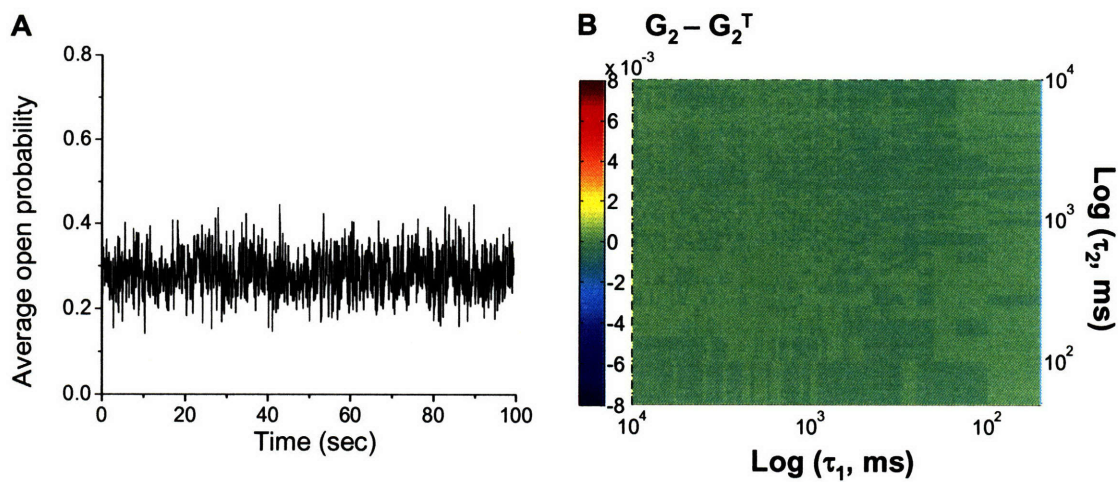 A
Average open probability
0.8
0.6
0.4
0.2
0.0
0 20 40 60 80 100
Time (sec)
B G₂ – G₂ᵀ
x 10⁻³
8
6
4
2
0
-2
-4
-6
-8
10⁴ 10³ 10²
Log (τ₁, ms)
10⁴
10³
10²
Log (τ₂, ms)